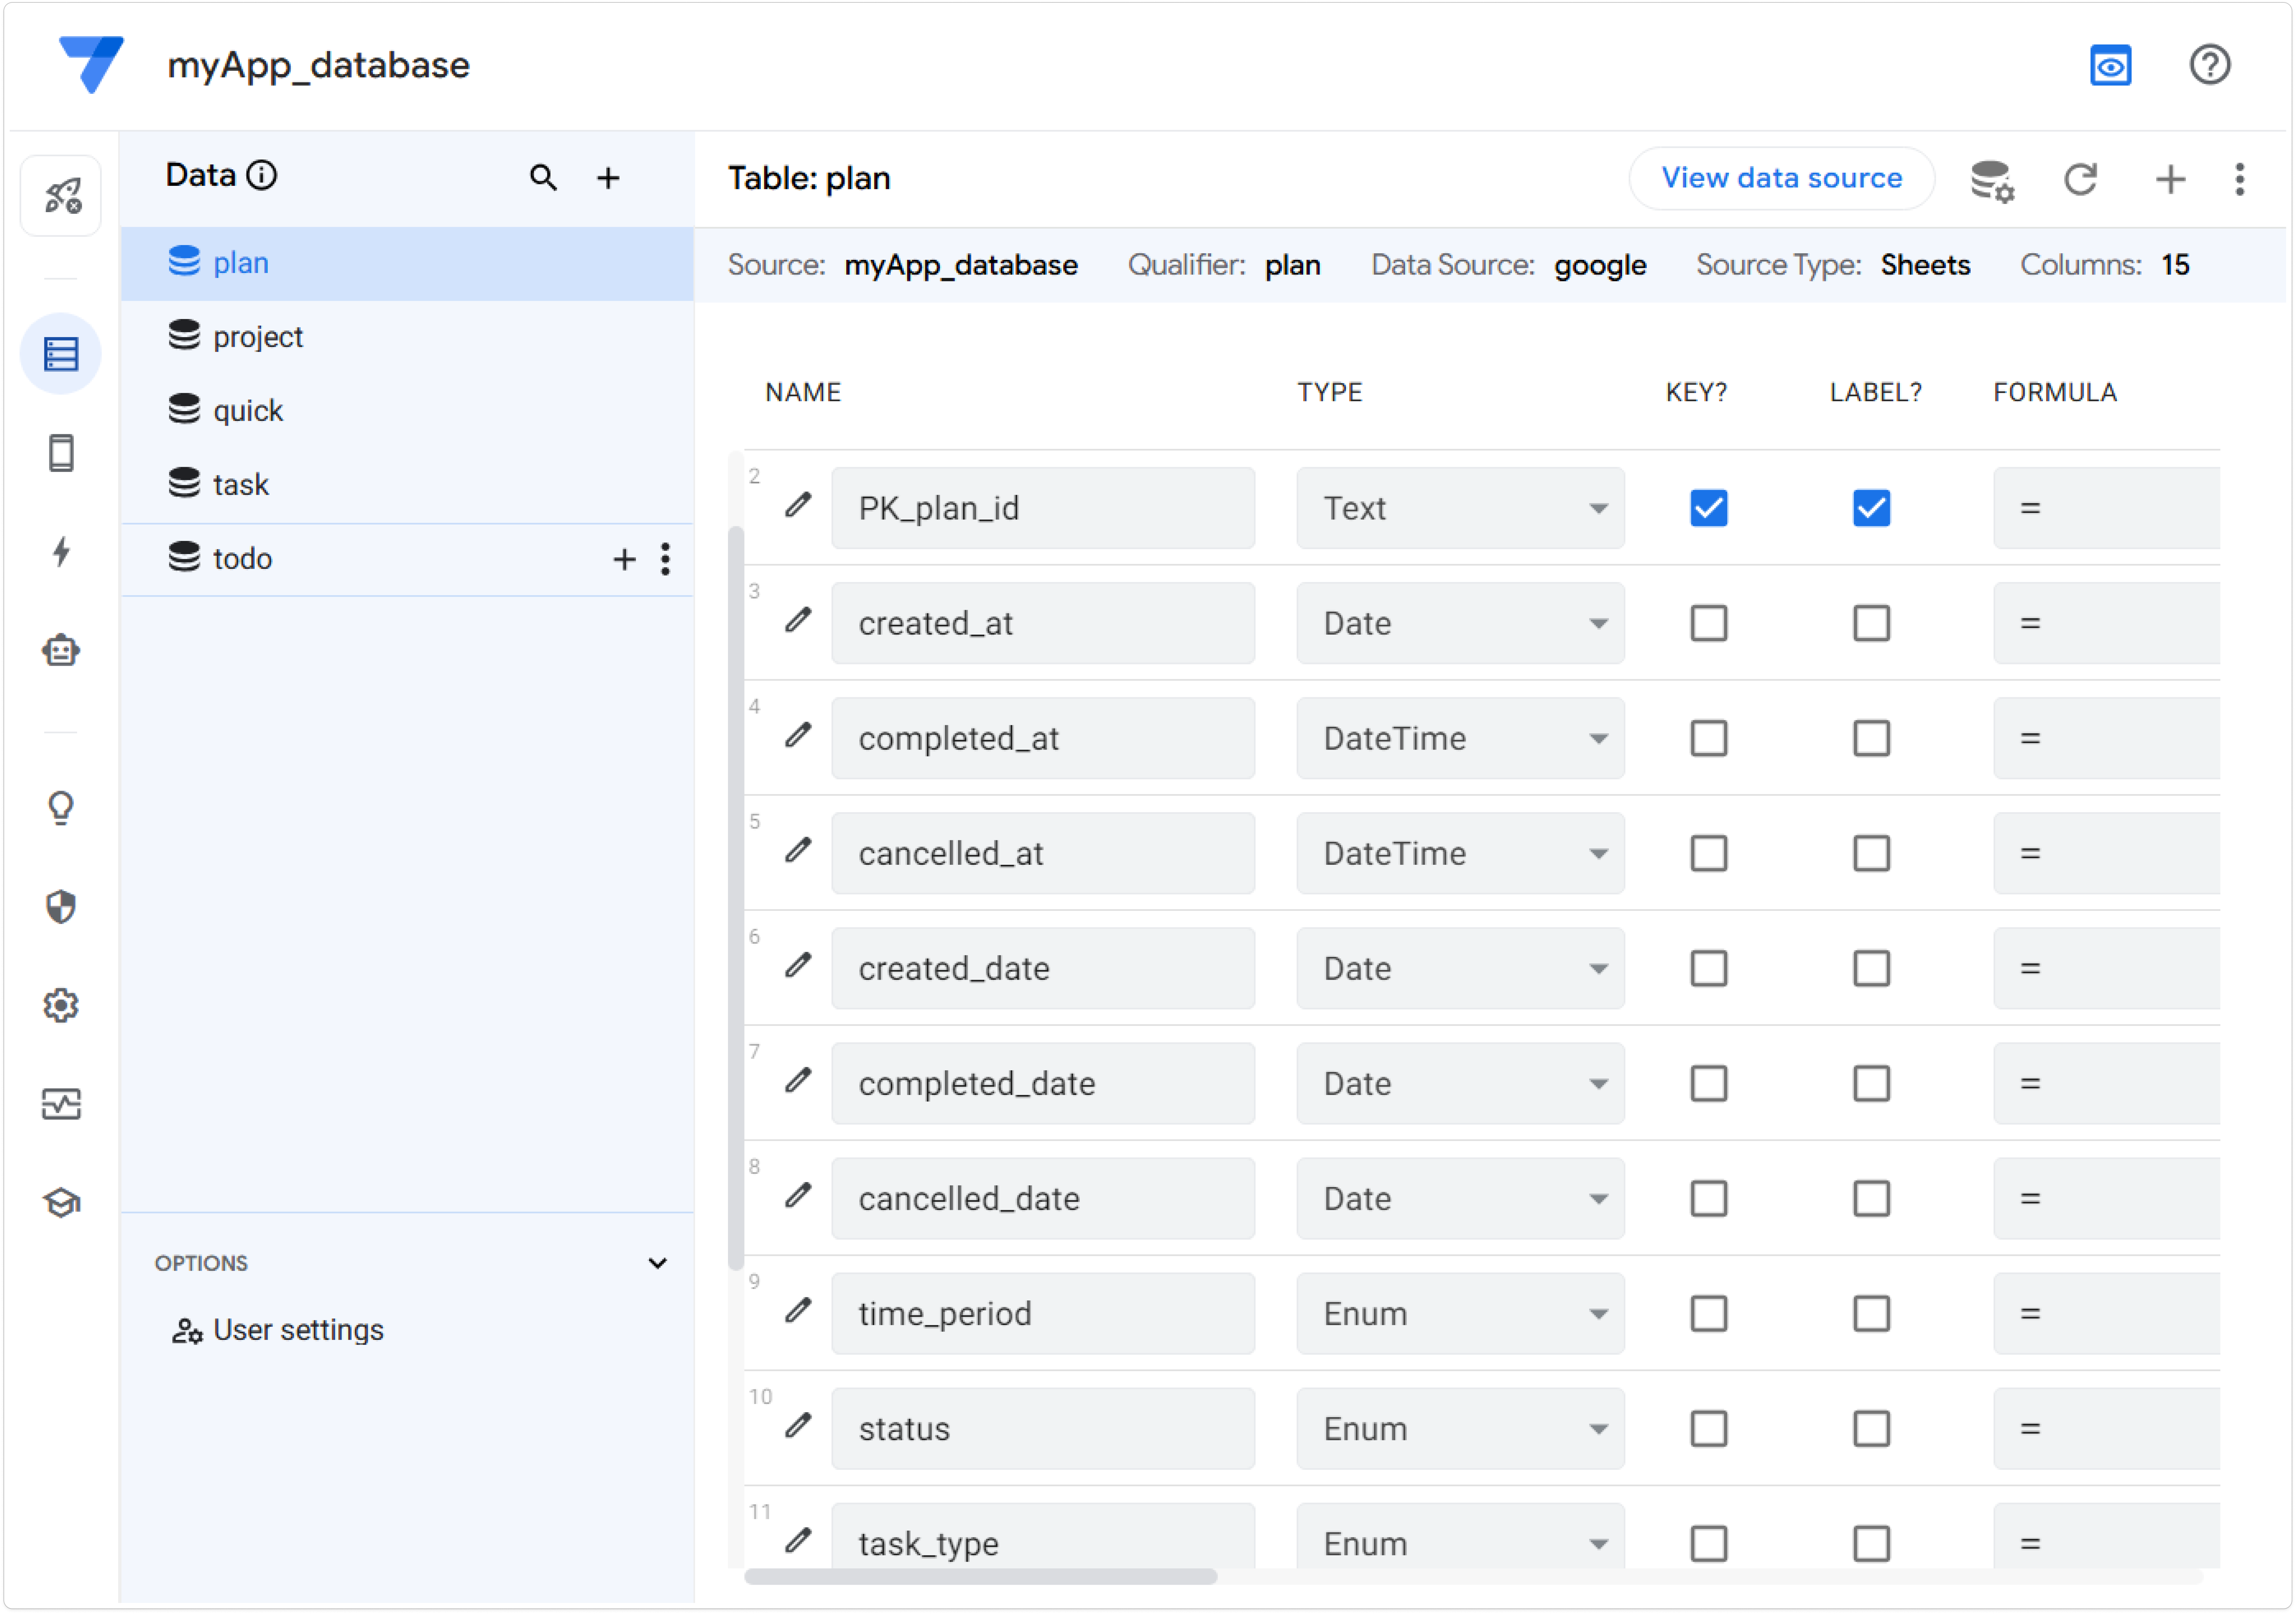 myApp_database
Data
plan
project
quick
task
todo
OPTIONS
User settings
Table: plan
View data source
Source: myApp_database Qualifier: plan Data Source: google Source Type: Sheets Columns: 15
NAME TYPE KEY? LABEL? FORMULA
2 PK_plan_id Text =
3 created_at Date =
4 completed_at DateTime =
5 cancelled_at DateTime =
6 created_date Date =
7 completed_date Date =
8 cancelled_date Date =
9 time_period Enum =
10 status Enum =
11 task_type Enum =